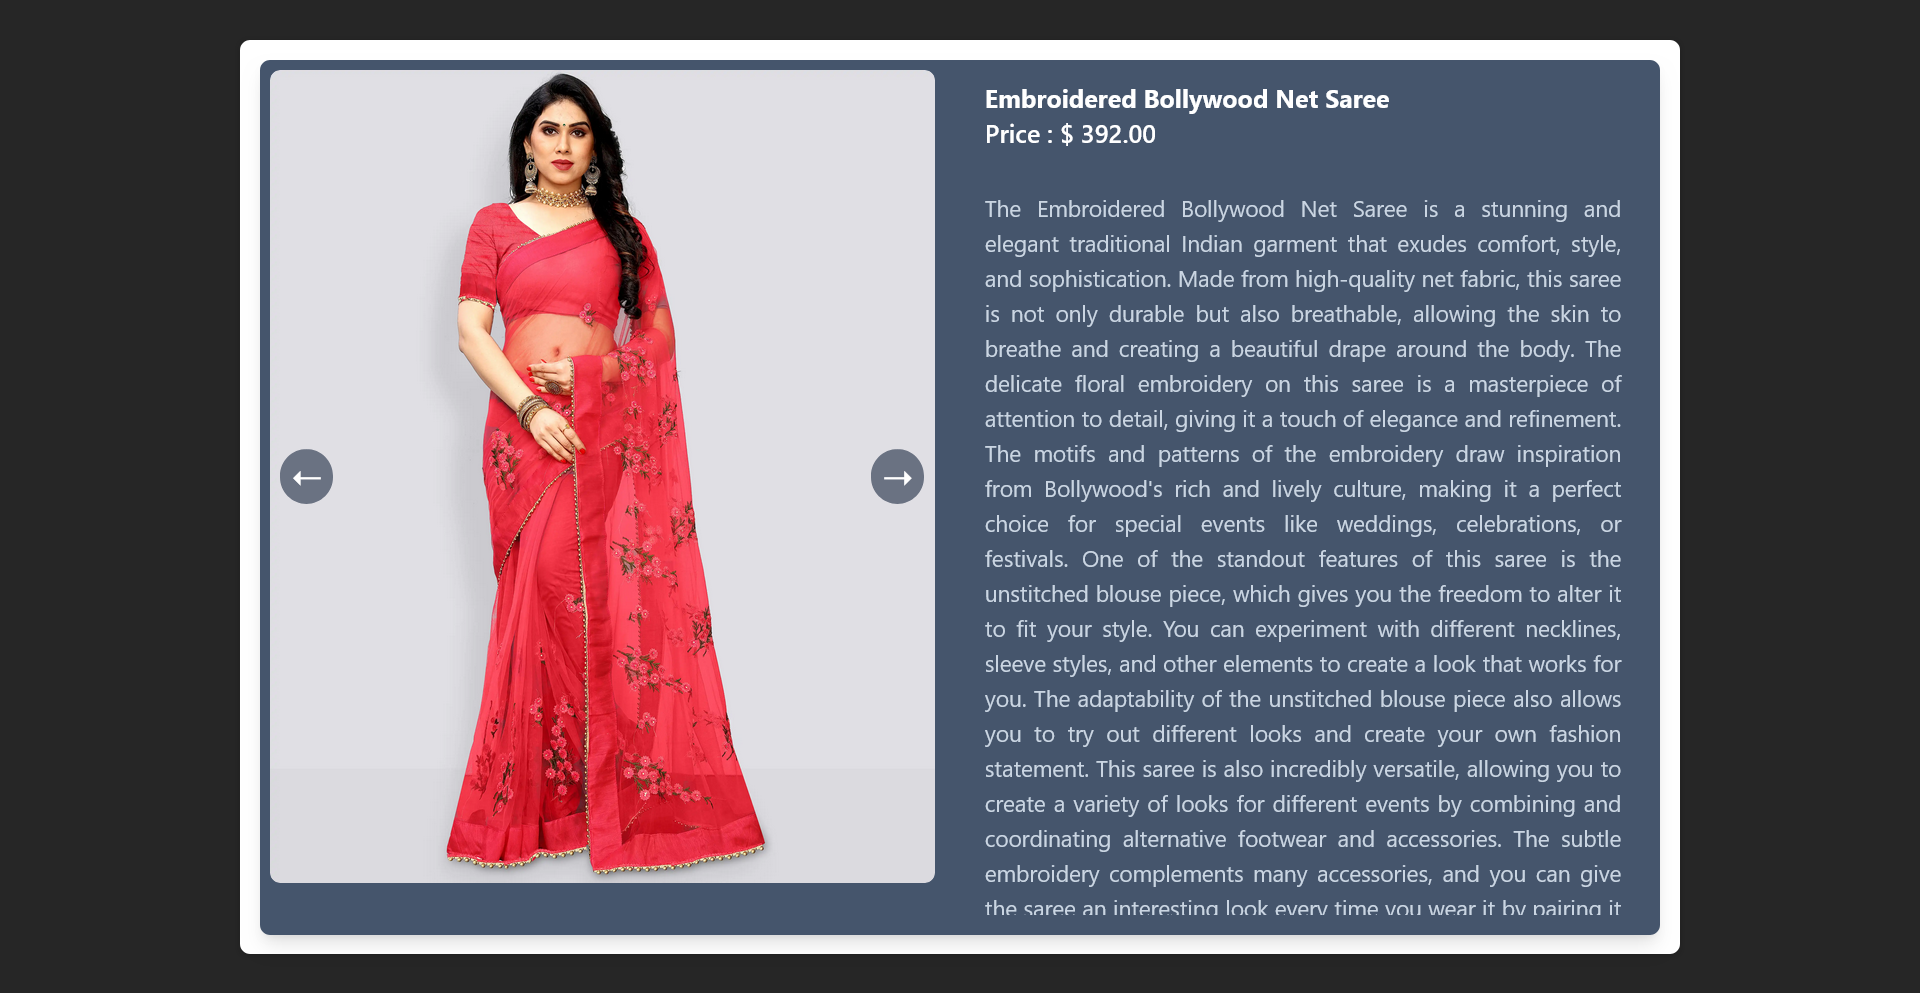 Embroidered Bollywood Net Saree
Price : $ 392.00
The Embroidered Bollywood Net Saree is a stunning and
elegant traditional Indian garment that exudes comfort, style,
and sophistication. Made from high-quality net fabric, this saree
is not only durable but also breathable, allowing the skin to
breathe and creating a beautiful drape around the body. The
delicate floral embroidery on this saree is a masterpiece of
attention to detail, giving it a touch of elegance and refinement.
The motifs and patterns of the embroidery draw inspiration
from Bollywood's rich and lively culture, making it a perfect
choice for special events like weddings, celebrations, or
festivals. One of the standout features of this saree is the
unstitched blouse piece, which gives you the freedom to alter it
to fit your style. You can experiment with different necklines,
sleeve styles, and other elements to create a look that works for
you. The adaptability of the unstitched blouse piece also allows
you to try out different looks and create your own fashion
statement. This saree is also incredibly versatile, allowing you to
create a variety of looks for different events by combining and
coordinating alternative footwear and accessories. The subtle
embroidery complements many accessories, and you can give
the saree an interesting look every time you wear it by pairing it